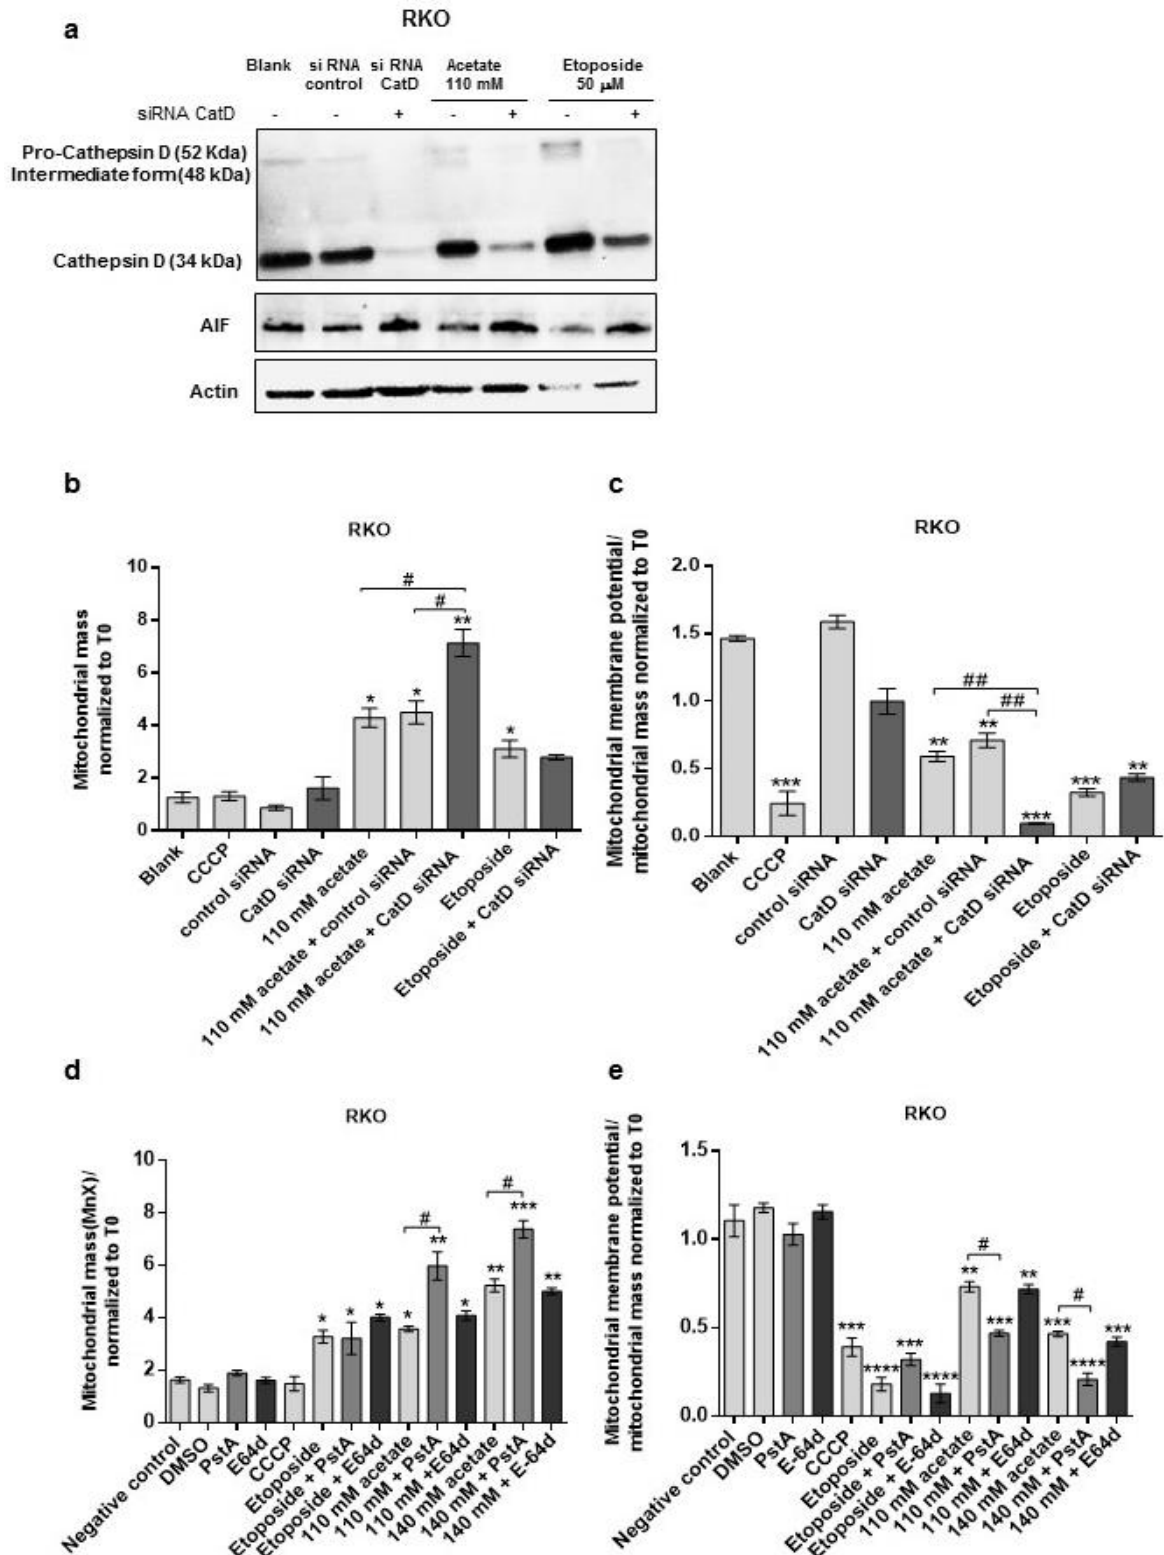 a
RKO
Blank si RNA control si RNA CatD Acetate 110 mM Etoposide 50 µM
siRNA CatD - - + - + - +
Pro-Cathepsin D (52 Kda)
Intermediate form(48 kDa)
Cathepsin D (34 kDa)
AIF
Actin
b
RKO
Mitochondrial mass
normalized to T0
10
8
6
4
2
0
#
#
* * ** *
Blank
CCCP
control siRNA
CatD siRNA
110 mM acetate
110 mM acetate + control siRNA
110 mM acetate + CatD siRNA
Etoposide
Etoposide + CatD siRNA
c
RKO
Mitochondrial membrane potential/
mitochondrial mass normalized to T0
2.0
1.5
1.0
0.5
0.0
##
##
*** ** ** *** *** **
Blank
CCCP
control siRNA
CatD siRNA
110 mM acetate
110 mM acetate + control siRNA
110 mM acetate + CatD siRNA
Etoposide
Etoposide + CatD siRNA
d
RKO
Mitochondrial mass(MnX)/
normalized to T0
10
8
6
4
2
0
#
#
* * * * ** * ** *** **
Negative control
DMSO
PstA
E64d
CCCP
Etoposide
Etoposide + PstA
Etoposide + E64d
110 mM acetate
110 mM + PstA
110 mM +E64d
140 mM acetate
140 mM + PstA
140 mM + E-64d
e
RKO
Mitochondrial membrane potential/
mitochondrial mass normalized to T0
1.5
1.0
0.5
0.0
#
#
*** **** *** **** ** *** ** *** **** ***
Negative control
DMSO
PstA
E-64d
CCCP
Etoposide
Etoposide + PstA
Etoposide + E-64d
110 mM acetate
110 mM + PstA
110 mM + E64d
140 mM acetate
140 mM + PstA
140 mM + E64d